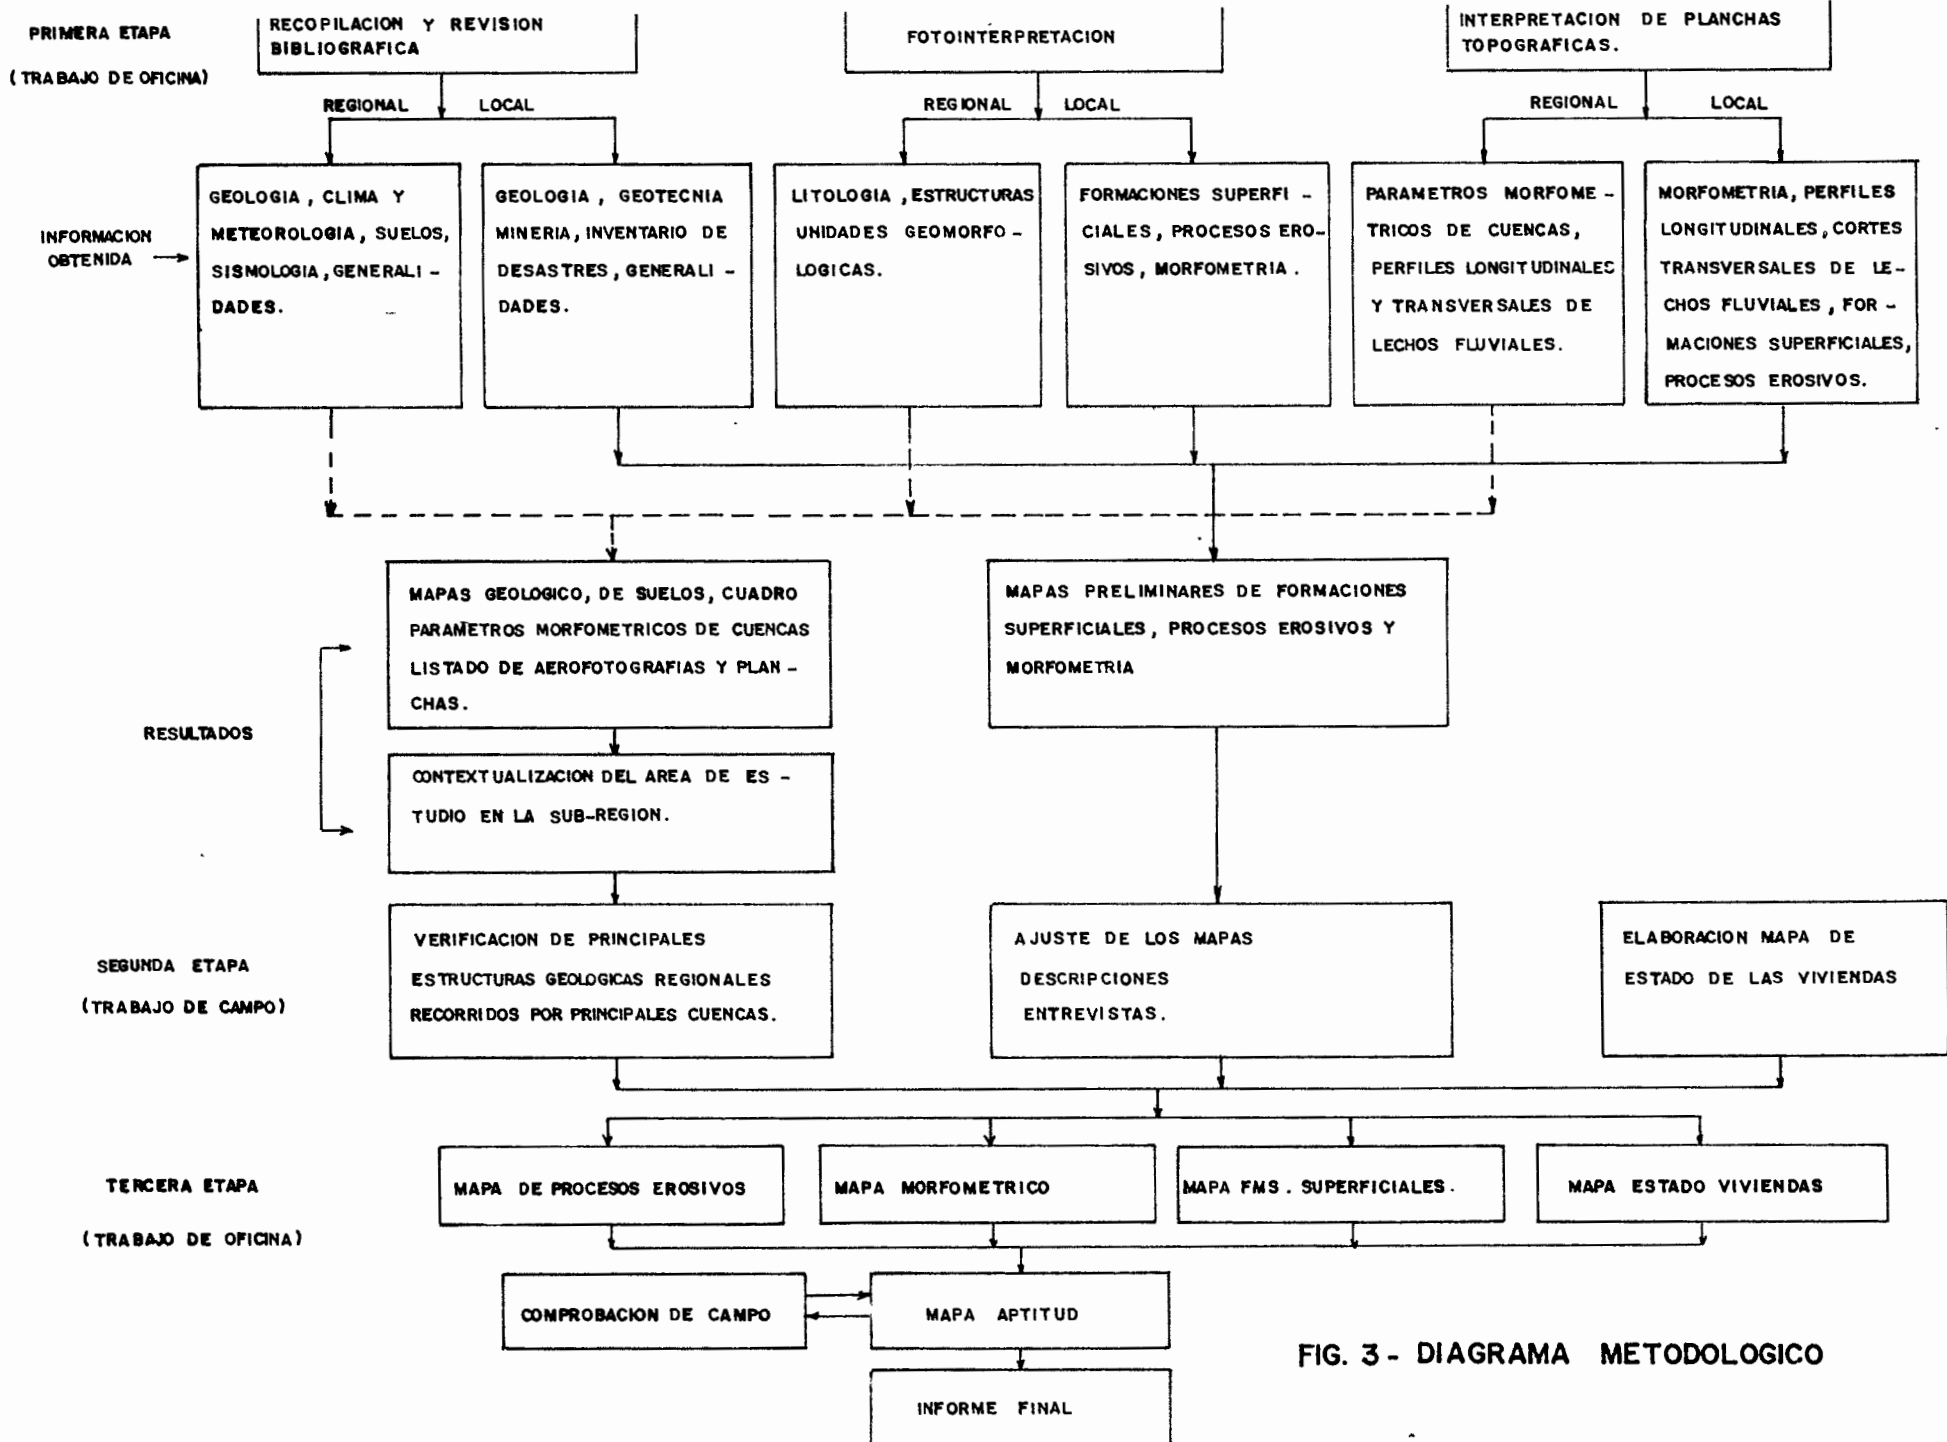 PRIMERA ETAPA
(TRABAJO DE OFICINA)
RECOPILACION Y REVISION
BIBLIOGRAFICA
FOTOINTERPRETACION
INTERPRETACION DE PLANCHAS
TOPOGRAFICAS.
REGIONAL LOCAL
REGIONAL LOCAL
REGIONAL LOCAL
INFORMACION
OBTENIDA
GEOLOGIA, CLIMA Y
METEOROLOGIA, SUELOS,
SISMOLOGIA, GENERALI-
DADES.
GEOLOGIA, GEOTECNIA
MINERIA, INVENTARIO DE
DESASTRES, GENERALI-
DADES.
LITOLOGIA, ESTRUCTURAS
UNIDADES GEOMORFO-
LOGICAS.
FORMACIONES SUPERFI-
CIALES, PROCESOS ERO-
SIVOS, MORFOMETRIA.
PARAMETROS MORFOME-
TRICOS DE CUENCAS,
PERFILES LONGITUDINALES
Y TRANSVERSALES DE
LECHOS FLUVIALES.
MORFOMETRIA, PERFILES
LONGITUDINALES, CORTES
TRANSVERSALES DE LE-
CHOS FLUVIALES, FOR-
MACIONES SUPERFICIALES,
PROCESOS EROSIVOS.
RESULTADOS
MAPAS GEOLOGICO, DE SUELOS, CUADRO
PARAMETROS MORFOMETRICOS DE CUENCAS
LISTADO DE AEROFOTOGRAFIAS Y PLAN-
CHAS.
MAPAS PRELIMINARES DE FORMACIONES
SUPERFICIALES, PROCESOS EROSIVOS Y
MORFOMETRIA
CONTEXTUALIZACION DEL AREA DE ES-
TUDIO EN LA SUB-REGION.
SEGUNDA ETAPA
(TRABAJO DE CAMPO)
VERIFICACION DE PRINCIPALES
ESTRUCTURAS GEOLOGICAS REGIONALES
RECORRIDOS POR PRINCIPALES CUENCAS.
AJUSTE DE LOS MAPAS
DESCRIPCIONES
ENTREVISTAS.
ELABORACION MAPA DE
ESTADO DE LAS VIVIENDAS
TERCERA ETAPA
(TRABAJO DE OFICINA)
MAPA DE PROCESOS EROSIVOS
MAPA MORFOMETRICO
MAPA FMS. SUPERFICIALES.
MAPA ESTADO VIVIENDAS
COMPROBACION DE CAMPO
MAPA APTITUD
INFORME FINAL
FIG. 3 - DIAGRAMA METODOLOGICO